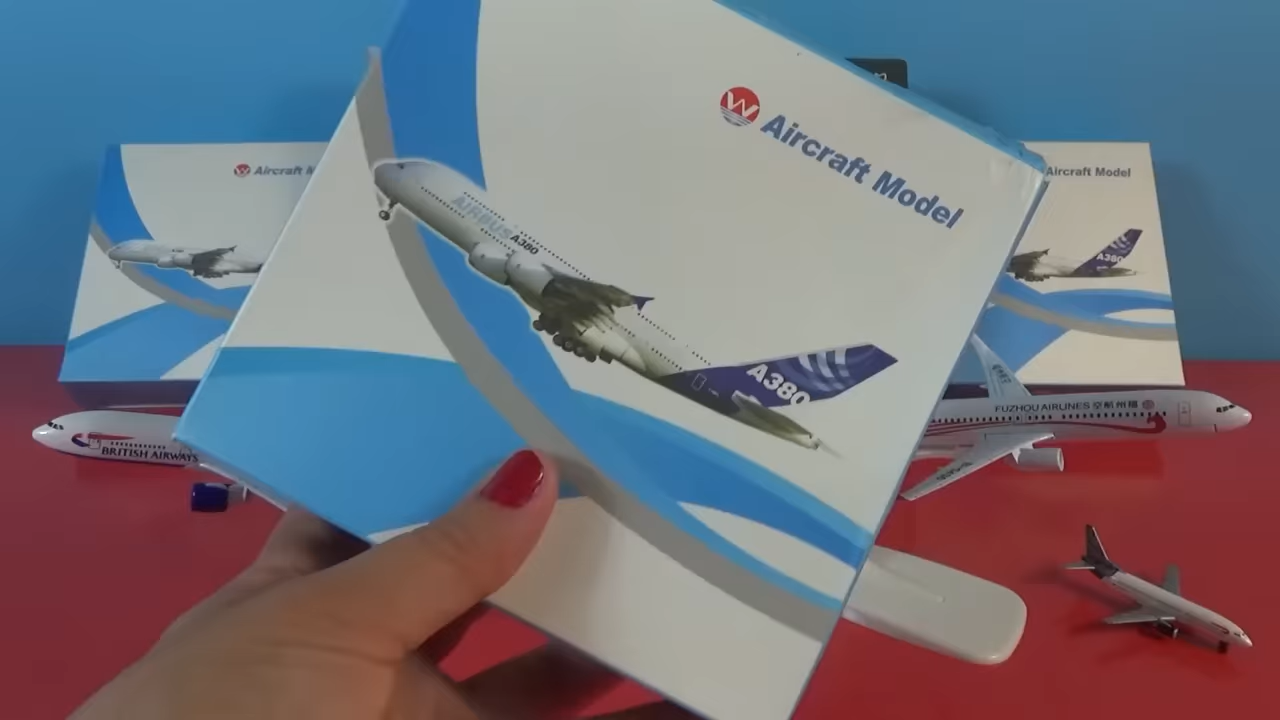 W Aircraft Model
AIRBUS A380
A380
Aircraft M
Aircraft Model
A380
BRITISH AIRWAYS
FUZHOU AIRLINES 空航州福